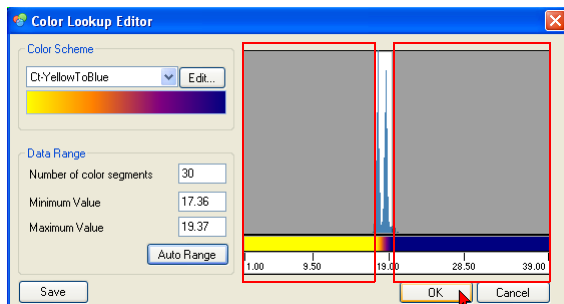 Color Lookup Editor
Color Scheme
Ct-YellowToBlue
Edit...
Data Range
Number of color segments 30
Minimum Value 17.36
Maximum Value 19.37
Auto Range
1.00 9.50 19.00 28.50 39.00
Save OK Cancel